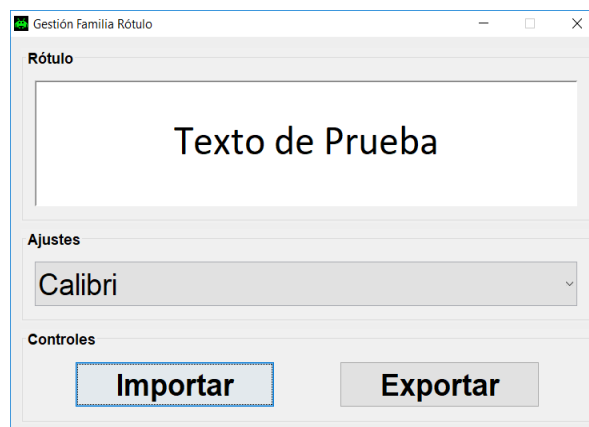 Gestión Familia Rótulo
Rótulo
Texto de Prueba
Ajustes
Calibri
Controles
Importar Exportar